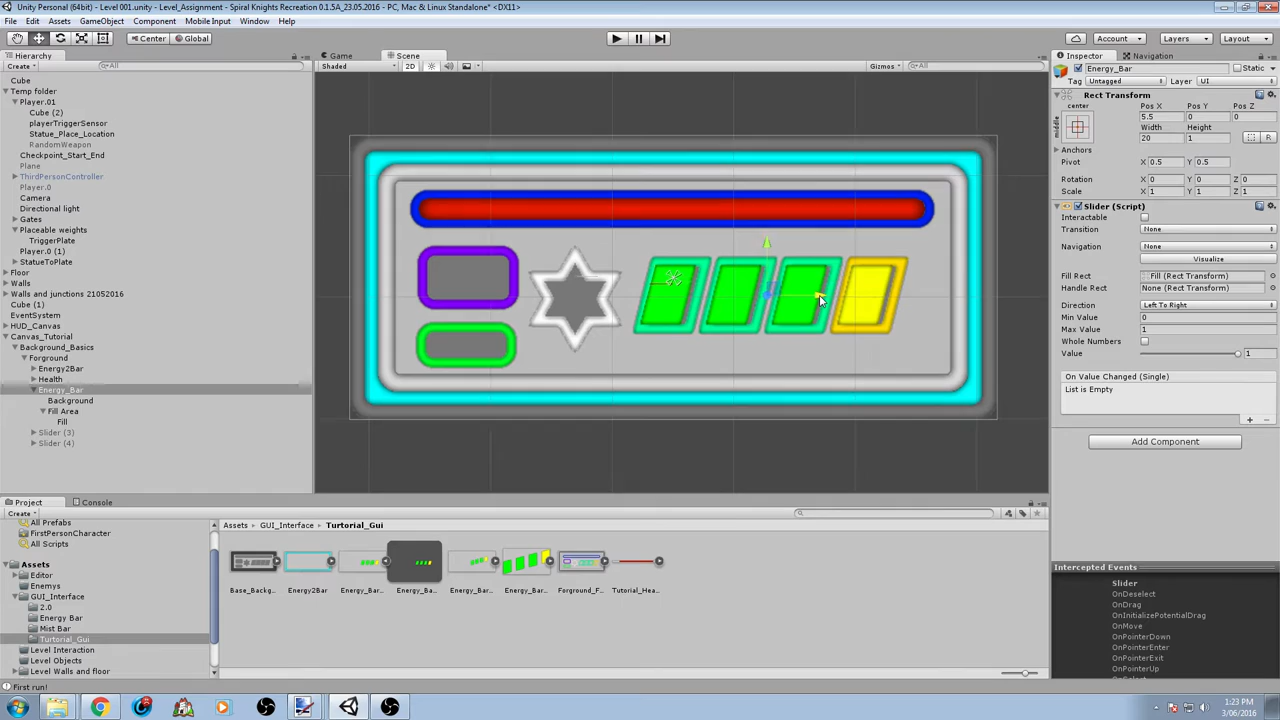 Unity Personal (64bit) - Level 001.unity - Level_Assignment - Spiral Knights Recreation 0.1.5A_23.05.2016 - PC, Mac & Linux Standalone* <DX11>
File Edit Assets GameObject Component Mobile Input Window Help
Center Global Account Layers Layout
Hierarchy
Create All
Cube
Temp folder
Player.01
Cube (2)
playerTriggerSensor
Statue_Place_Location
RandomWeapon
Checkpoint_Start_End
Plane
ThirdPersonController
Player.0
Camera
Directional light
Gates
Placeable weights
TriggerPlate
Player.0 (1)
StatueToPlate
Floor
Walls
Walls and junctions 21052016
Cube (1)
EventSystem
HUD_Canvas
Canvas_Tutorial
Background_Basics
Forground
Energy2Bar
Health
Energy_Bar
Background
Fill Area
Fill
Slider (3)
Slider (4)
Game Scene
Shaded 2D Gizmos All
Inspector Navigation
Energy_Bar Static
Tag Untagged Layer UI
Rect Transform
center Pos X Pos Y Pos Z
middle 5.5 0 0
Width Height
20 1 R
Anchors
Pivot X 0.5 Y 0.5
Rotation X 0 Y 0 Z 0
Scale X 1 Y 1 Z 1
Slider (Script)
Interactable
Transition None
Navigation None
Visualize
Fill Rect Fill (Rect Transform)
Handle Rect None (Rect Transform)
Direction Left To Right
Min Value 0
Max Value 1
Whole Numbers
Value 1
On Value Changed (Single)
List is Empty
Add Component
Intercepted Events
Slider
OnDeselect
OnDrag
OnInitializePotentialDrag
OnMove
OnPointerDown
OnPointerEnter
OnPointerExit
OnPointerUp
Project Console
Create
All Prefabs
FirstPersonCharacter
All Scripts
Assets
Editor
Enemys
GUI_Interface
2.0
Energy Bar
Mist Bar
Turtorial_Gui
Level Interaction
Level Objects
Level Walls and floor
Assets GUI_Interface Turtorial_Gui
Base_Backg... Energy2Bar Energy_Bar... Energy_Ba... Energy_Bar... Energy_Bar... Forground_F... Tutorial_Hea...
First run!
1:23 PM
3/06/2016